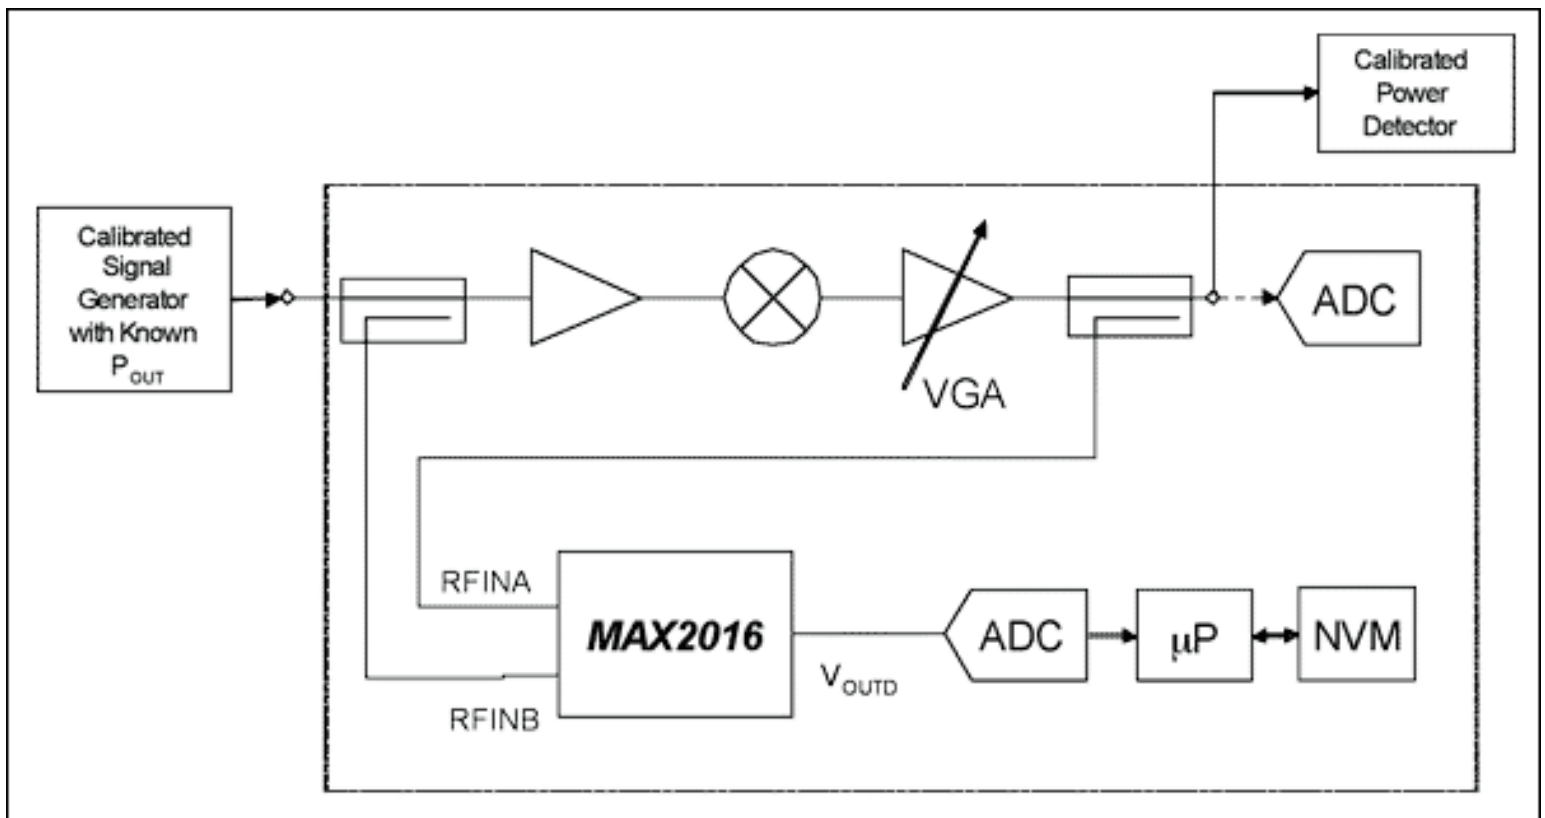 Calibrated
Power
Detector
Calibrated
Signal
Generator
with Known
POUT
ADC
VGA
RFINA
MAX2016
ADC
µP
NVM
VOUTD
RFINB